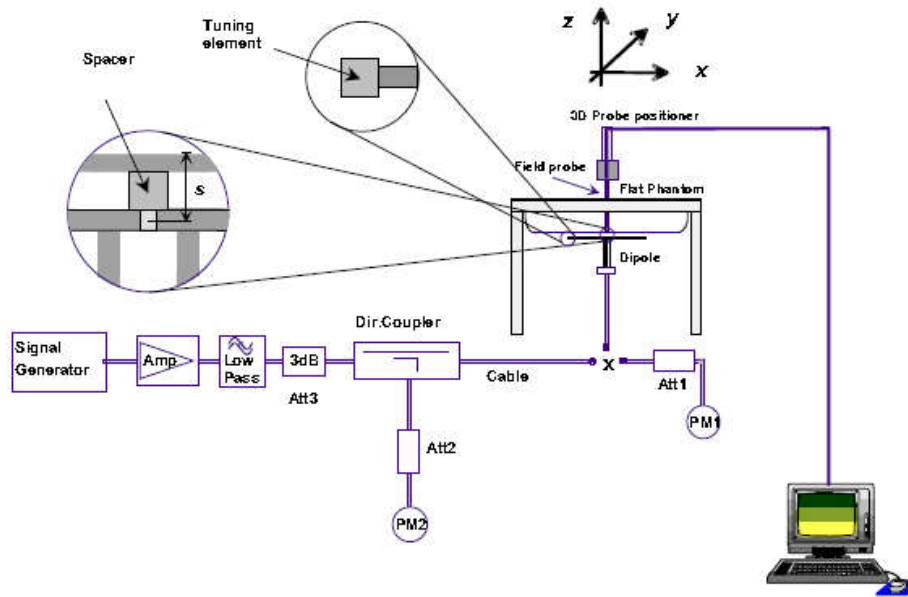 Tuning
element
Spacer
s
z
y
x
3D Probe positioner
Field probe
Flat Phantom
Dipole
Signal
Generator
Amp
Low
Pass
3dB
Att3
Dir.Coupler
Cable
x
Att1
PM1
Att2
PM2